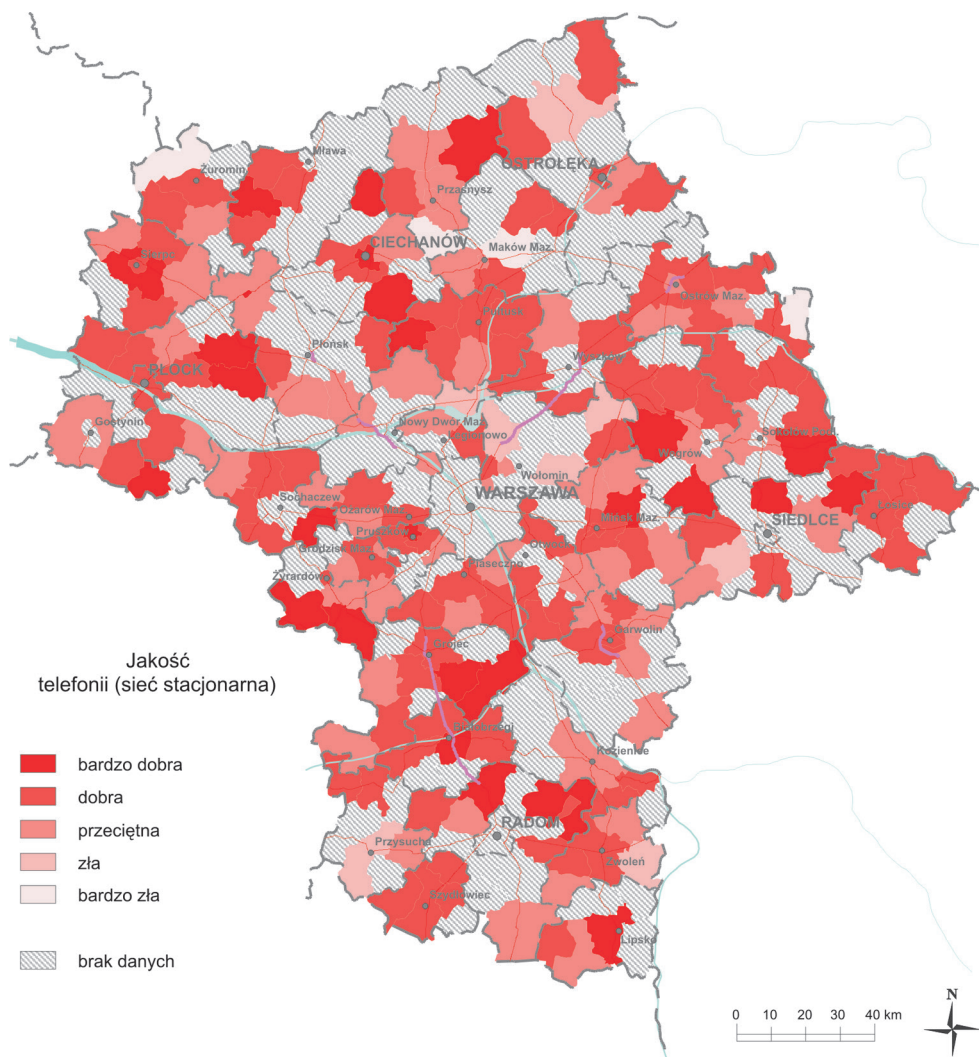 Mława
Żuromin
OSTROŁĘKA
Przasnysz
CIECHANÓW
Maków Maz.
Sierpc
Ostrów Maz.
Pułtusk
Płońsk
Wyszków
PŁOCK
Gostynin
Nowy Dwór Maz.
Legionowo
Sokołów Podl.
Węgrów
Wołomin
WARSZAWA
Sochaczew
Ożarów Maz.
Mińsk Maz.
Łosice
SIEDLCE
Pruszków
Grodzisk Maz.
Otwock
Żyrardów
Piaseczno
Garwolin
Grójec
Jakość
telefonii (sieć stacjonarna)
Białobrzegi
Kozienice
bardzo dobra
dobra
RADOM
przeciętna
Przysucha
Zwoleń
zła
bardzo zła
Szydłowiec
Lipsko
brak danych
N
0 10 20 30 40 km